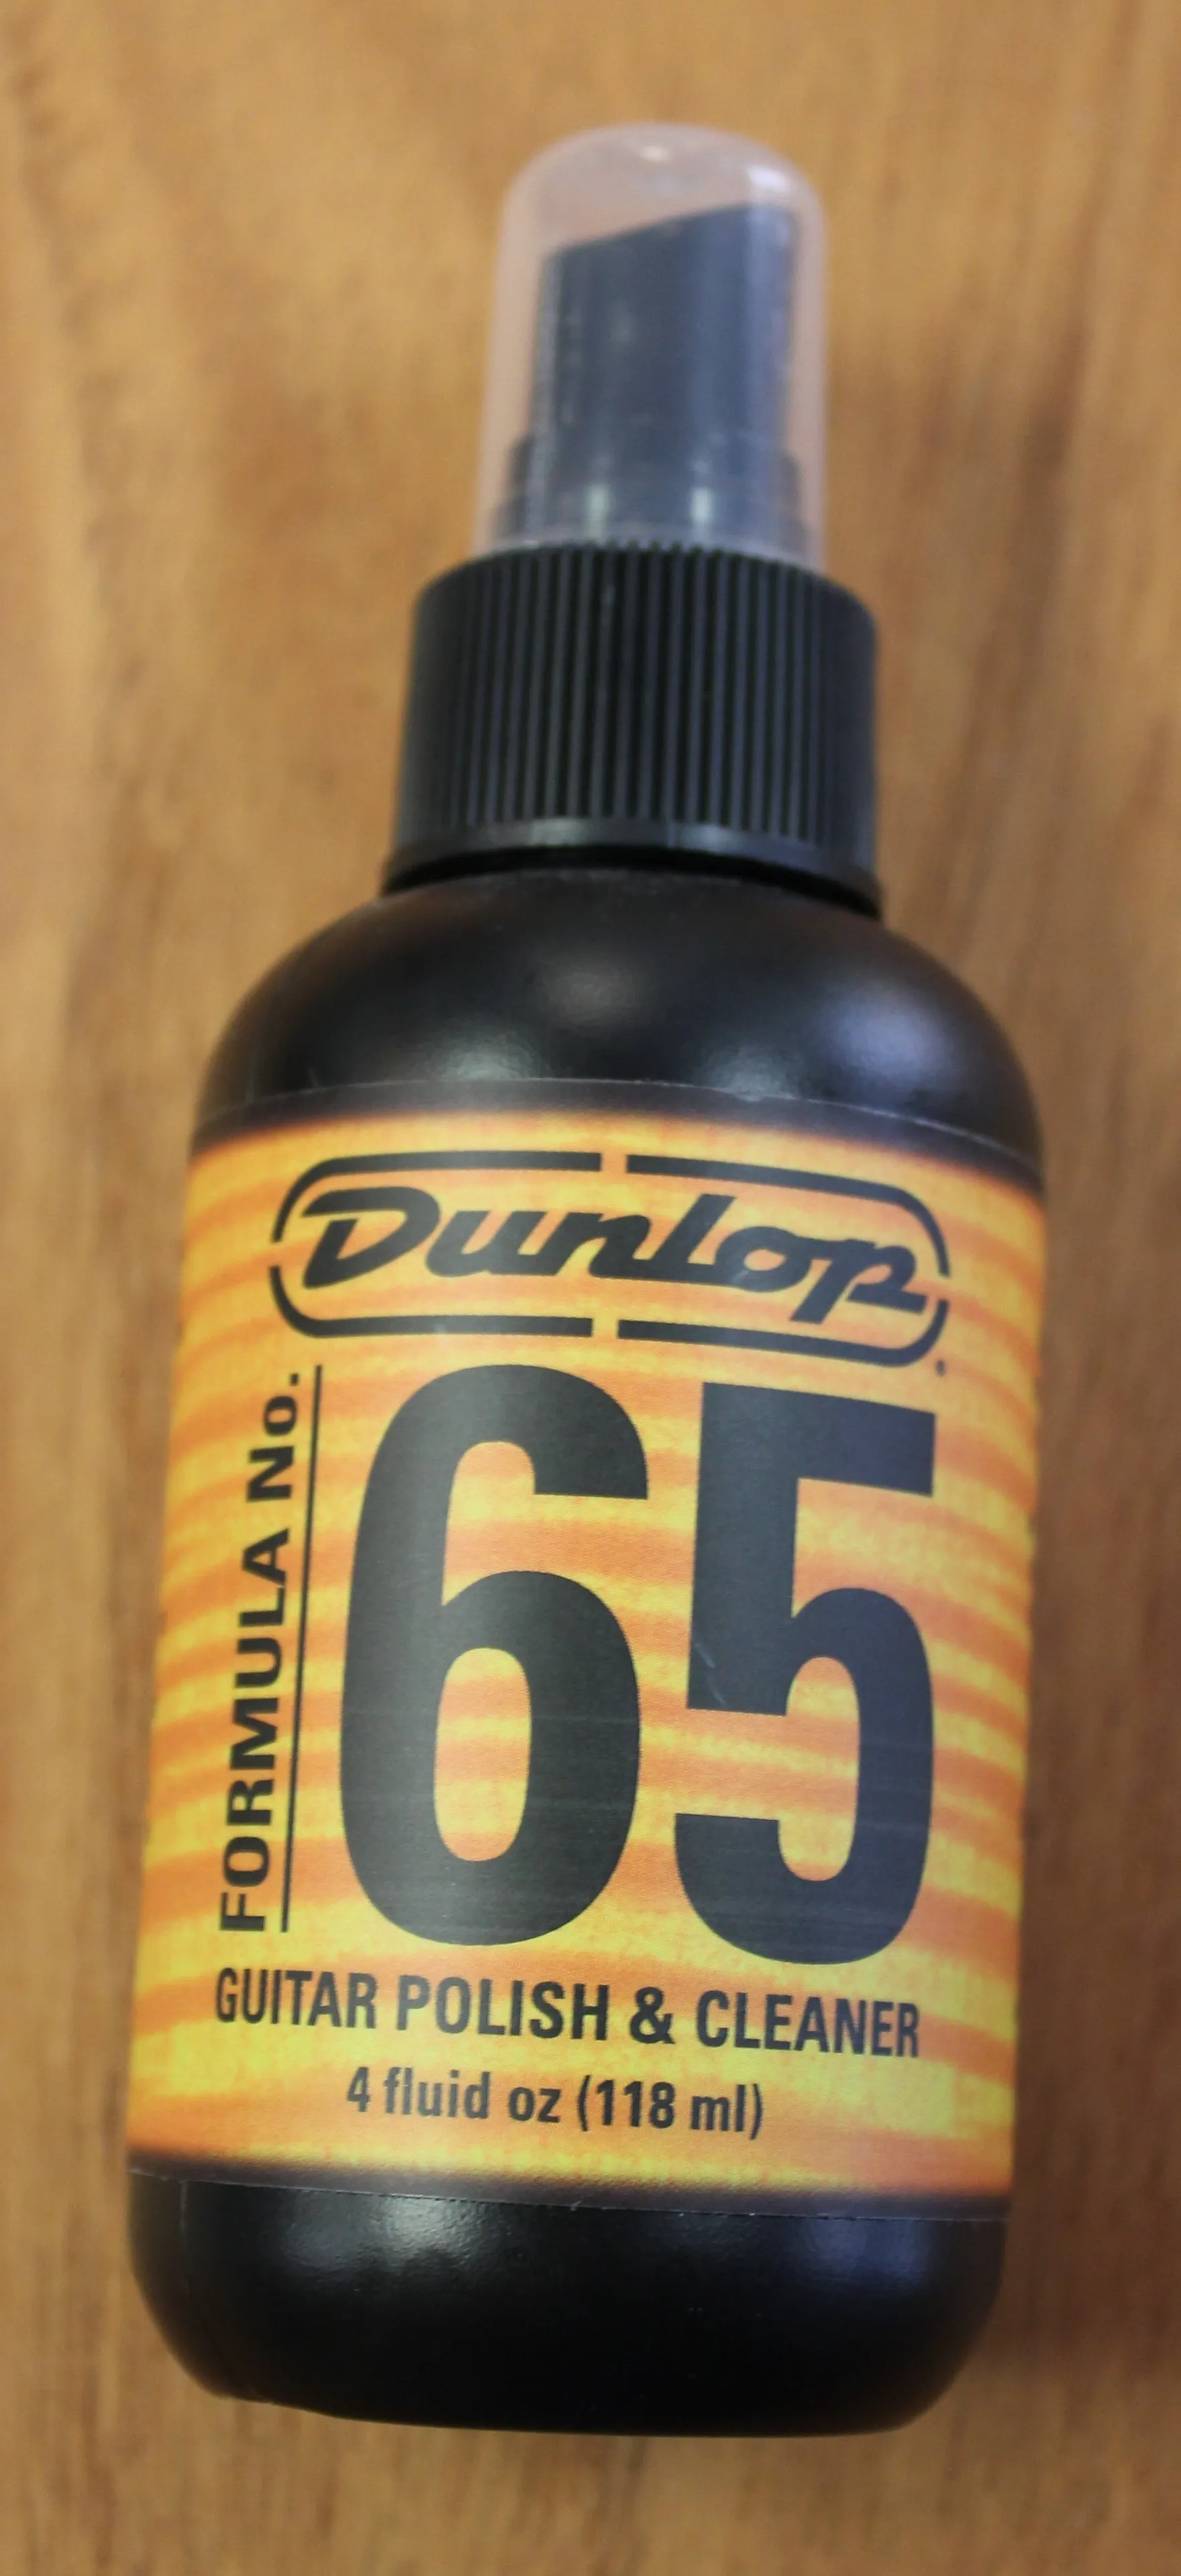 Dunlop
FORMULA No.
65
GUITAR POLISH & CLEANER
4 fluid oz (118 ml)